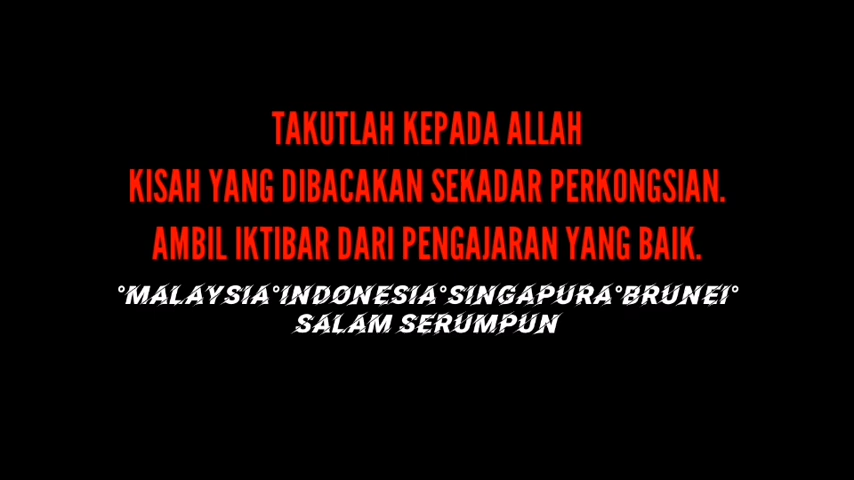 TAKUTLAH KEPADA ALLAH
KISAH YANG DIBACAKAN SEKADAR PERKONGSIAN.
AMBIL IKTIBAR DARI PENGAJARAN YANG BAIK.
°MALAYSIA°INDONESIA°SINGAPURA°BRUNEI°
SALAM SERUMPUN